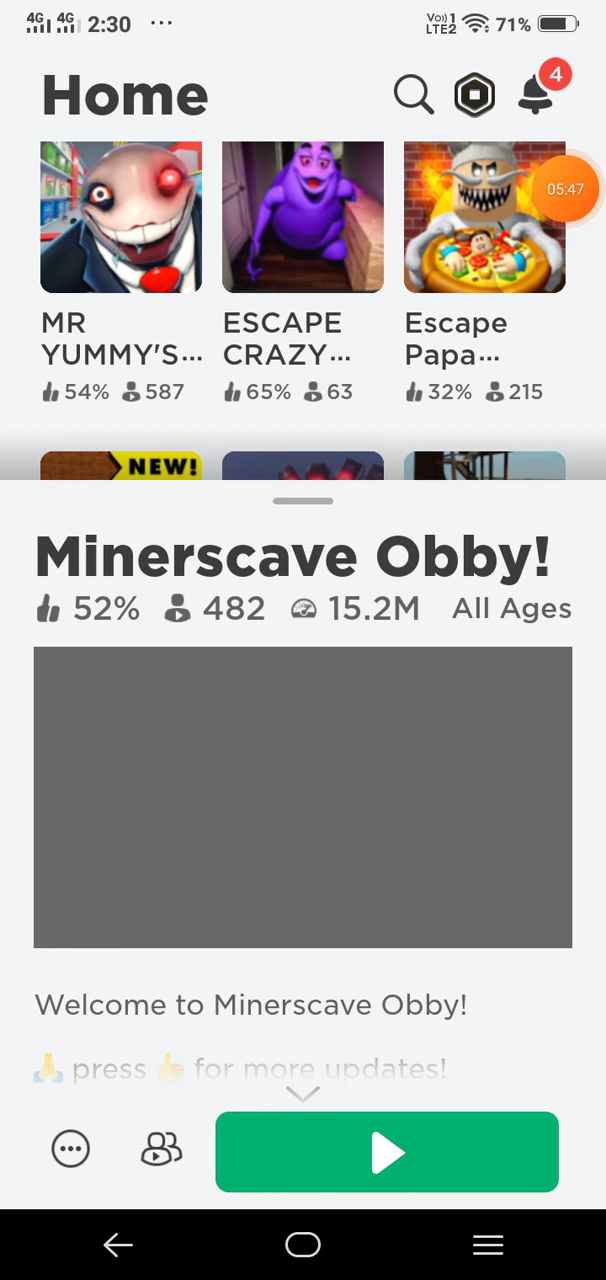 4G 4G 2:30 ... Vo)) 1 LTE2 71%
Home 4
05:47
MR YUMMY'S...
54% 587
ESCAPE CRAZY...
65% 63
Escape Papa...
32% 215
NEW!
Minerscave Obby!
52% 482 15.2M All Ages
Welcome to Minerscave Obby!
🙏 press 👍 for more updates!